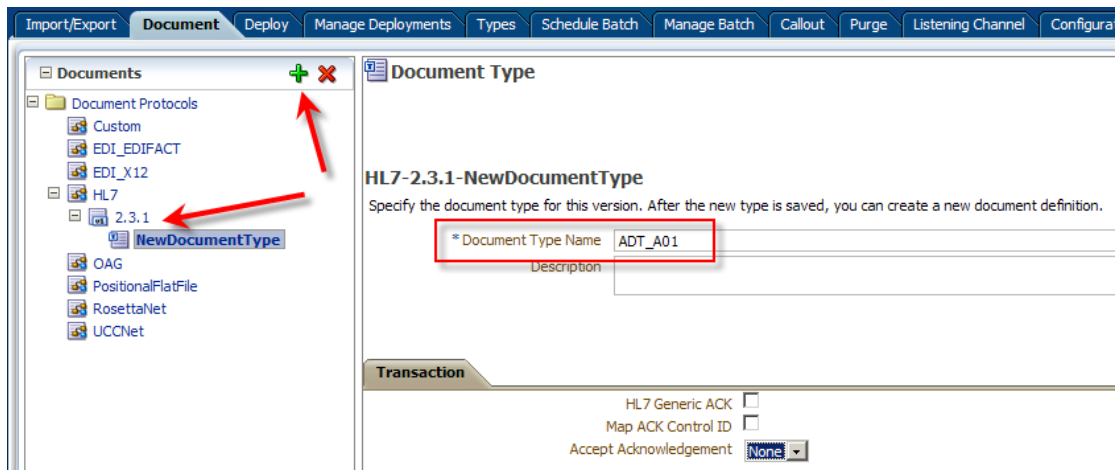 Import/Export Document Deploy Manage Deployments Types Schedule Batch Manage Batch Callout Purge Listening Channel
Documents
Document Protocols
Custom
EDI_EDIFACT
EDI_X12
HL7
2.3.1
NewDocumentType
OAG
PositionalFlatFile
RosettaNet
UCCNet
Document Type
HL7-2.3.1-NewDocumentType
Specify the document type for this version. After the new type is saved, you can create a new document definition.
* Document Type Name ADT_A01
Description
Transaction
HL7 Generic ACK
Map ACK Control ID
Accept Acknowledgement None